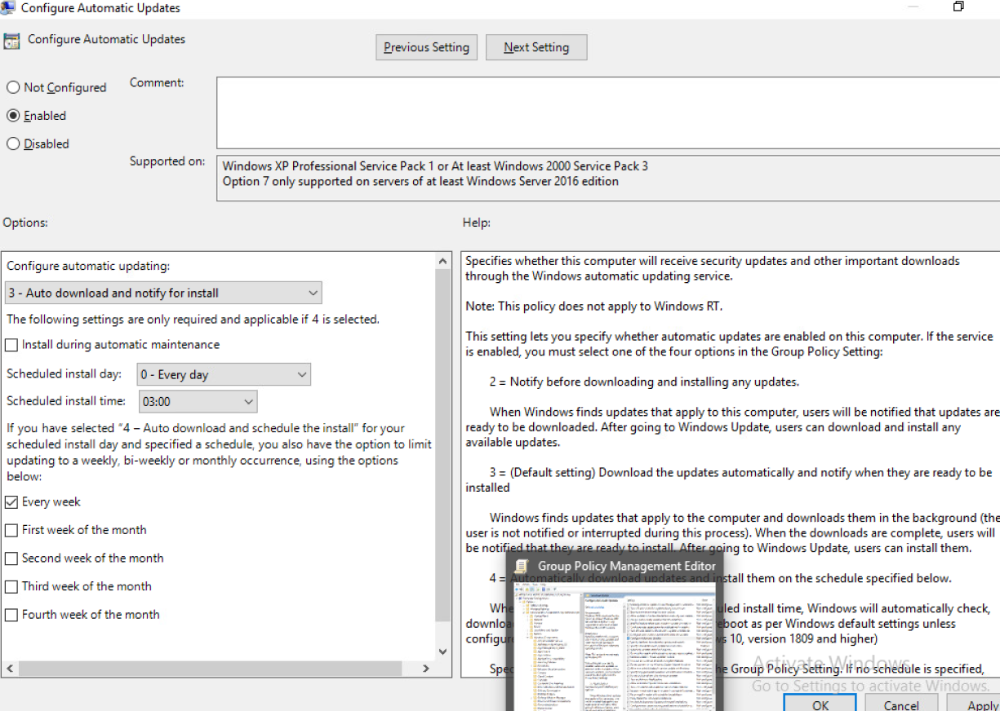 Configure Automatic Updates
Configure Automatic Updates
Previous Setting
Next Setting
Not Configured
Comment:
Enabled
Disabled
Supported on:
Windows XP Professional Service Pack 1 or At least Windows 2000 Service Pack 3
Option 7 only supported on servers of at least Windows Server 2016 edition
Options:
Help:
Configure automatic updating:
3 - Auto download and notify for install
The following settings are only required and applicable if 4 is selected.
Install during automatic maintenance
Scheduled install day:
0 - Every day
Scheduled install time:
03:00
If you have selected “4 – Auto download and schedule the install” for your
scheduled install day and specified a schedule, you also have the option to limit
updating to a weekly, bi-weekly or monthly occurrence, using the options
below:
Every week
First week of the month
Second week of the month
Third week of the month
Fourth week of the month
Specifies whether this computer will receive security updates and other important downloads
through the Windows automatic updating service.
Note: This policy does not apply to Windows RT.
This setting lets you specify whether automatic updates are enabled on this computer. If the service
is enabled, you must select one of the four options in the Group Policy Setting:
2 = Notify before downloading and installing any updates.
When Windows finds updates that apply to this computer, users will be notified that updates are
ready to be downloaded. After going to Windows Update, users can download and install any
available updates.
3 = (Default setting) Download the updates automatically and notify when they are ready to be
installed
Windows finds updates that apply to the computer and downloads them in the background (the
user is not notified or interrupted during this process). When the downloads are complete, users will
be notified that they are ready to install. After going to Windows Update, users can install them.
Group Policy Management Editor
4 = Automatically download updates and install them on the schedule specified below.
install time, Windows will automatically check,
reboot as per Windows default settings unless
10, version 1809 and higher)
Group Policy Setting. If no schedule is specified,
Activate Windows
Go to Settings to activate Windows.
OK
Cancel
Apply